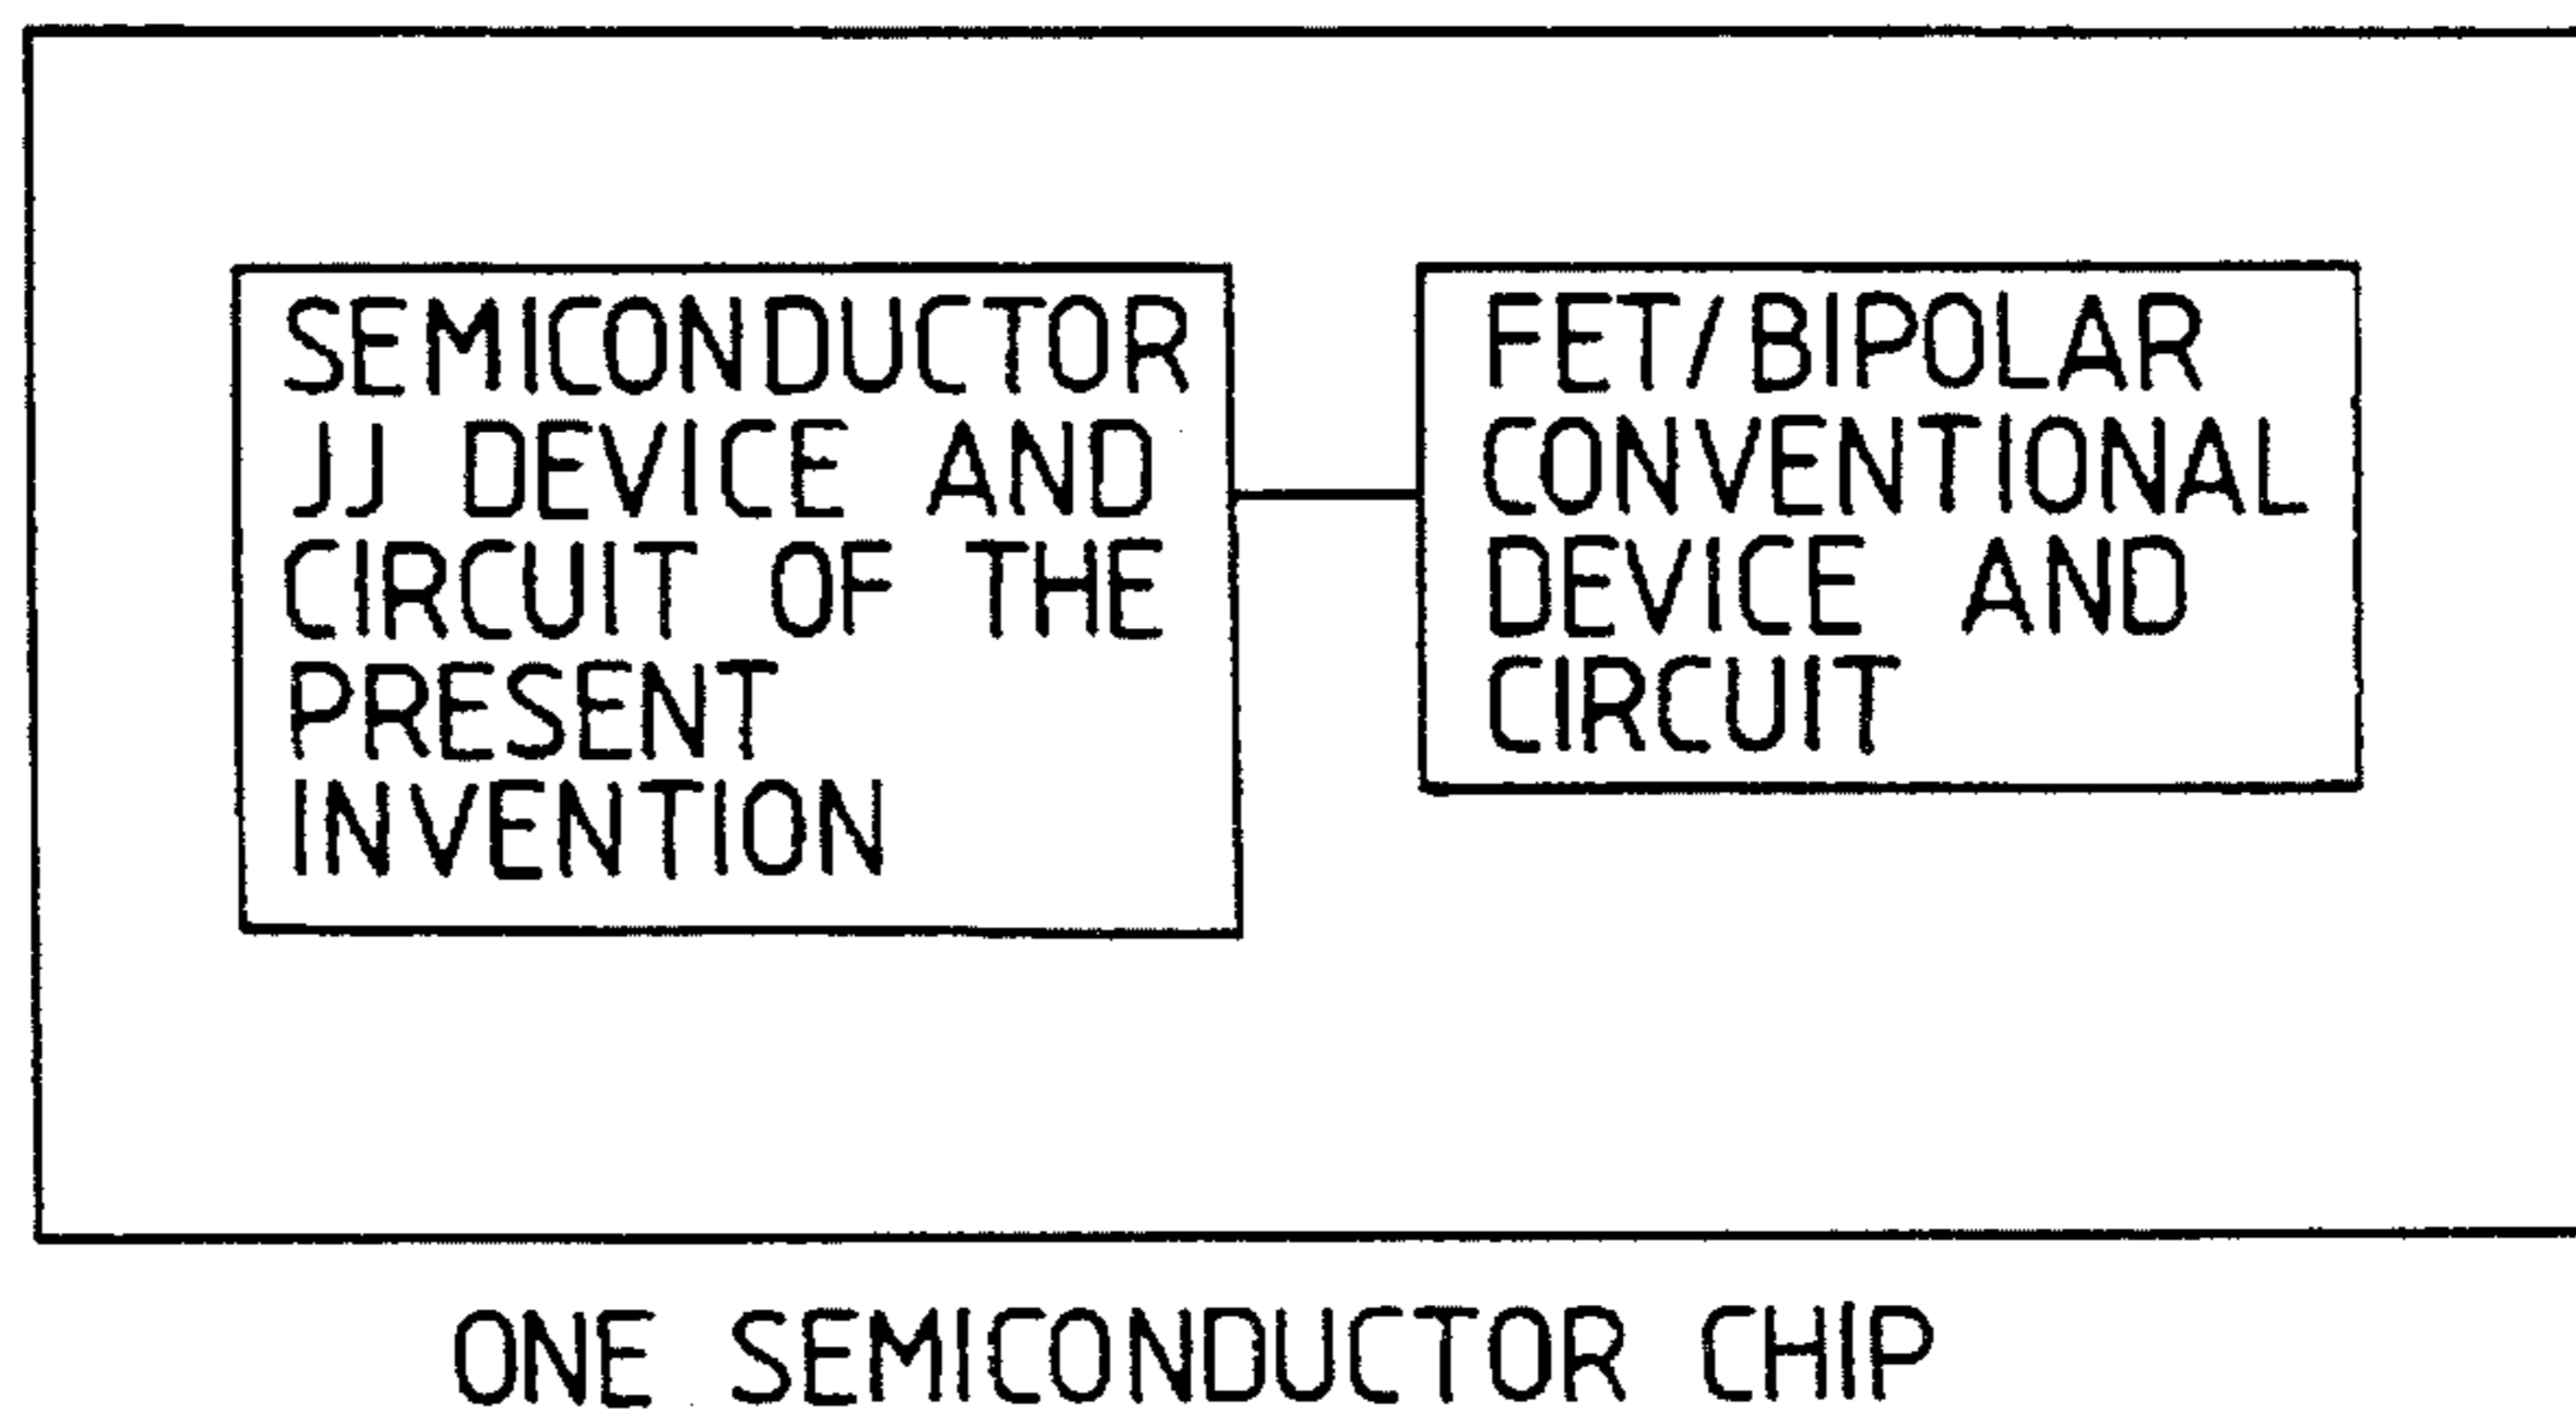 SEMICONDUCTOR
JJ DEVICE AND
CIRCUIT OF THE
PRESENT
INVENTION
FET/BIPOLAR
CONVENTIONAL
DEVICE AND
CIRCUIT
ONE SEMICONDUCTOR CHIP